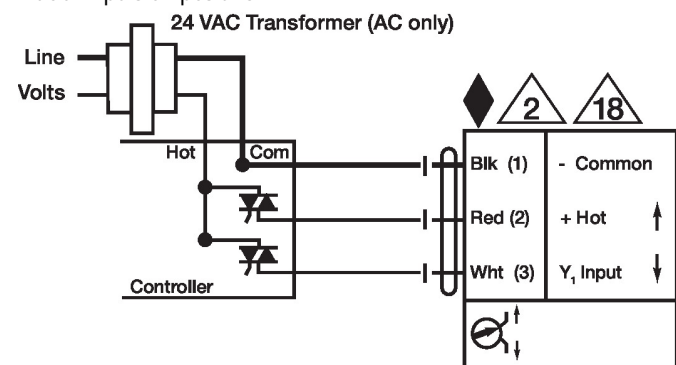 24 VAC Transformer (AC only)
Line
Volts
2
18
Hot
Com
Blk (1)
- Common
Red (2)
+ Hot
Wht (3)
Y₁ Input
Controller